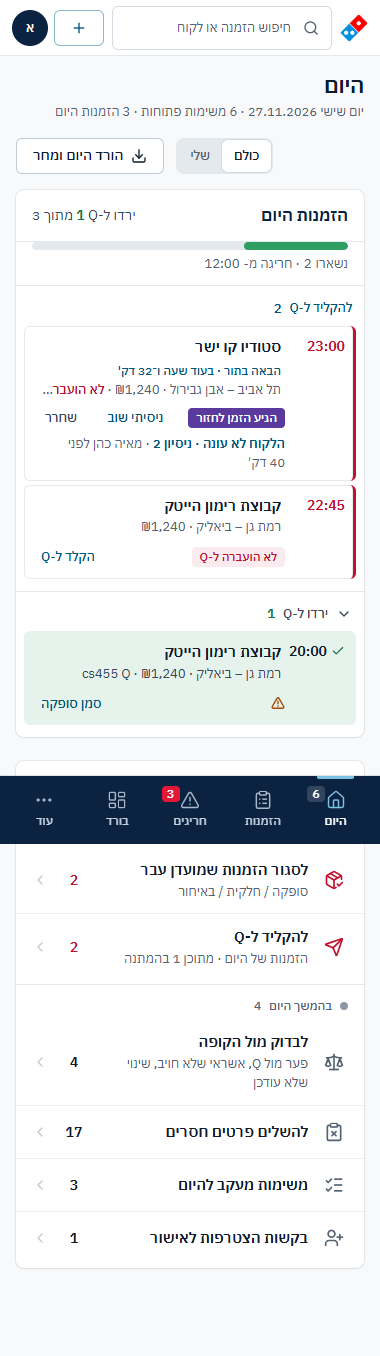 חיפוש הזמנה או לקוח
א
היום
יום שישי 27.11.2026 · 6 משימות פתוחות · 3 הזמנות היום
כולם
שלי
הורד היום ומחר
הזמנות היום
ירדו ל-Q 1 מתוך 3
נשארו 2 · חריגה מ- 12:00
להקליד ל-Q 2
23:00
סטודיו קו ישר
הבאה בתור · בעוד שעה ו־32 דק'
תל אביב – אבן גבירול · ₪1,240 · לא הועבר...
הגיע הזמן לחזור
ניסיתי שוב
שחרר
הלקוח לא עונה · ניסיון 2 · מאיה כהן לפני
40 דק'
22:45
קבוצת רימון הייטק
רמת גן – ביאליק · ₪1,240
לא הועברה ל-Q
הקלד ל-Q
ירדו ל-Q 1
20:00
קבוצת רימון הייטק
רמת גן – ביאליק · ₪1,240 · cs455 Q
סמן סופקה
6
היום
הזמנות
3
חריגים
בורד
עוד
לסגור הזמנות שמועדן עבר
סופקה / חלקית / באיחור
2
להקליד ל-Q
הזמנות של היום · מתוכן 1 בהמתנה
2
בהמשך היום 4
לבדוק מול הקופה
פער מול Q, אשראי שלא חויב, שינוי
שלא עודכן
4
להשלים פרטים חסרים
17
משימות מעקב להיום
3
בקשות הצטרפות לאישור
1